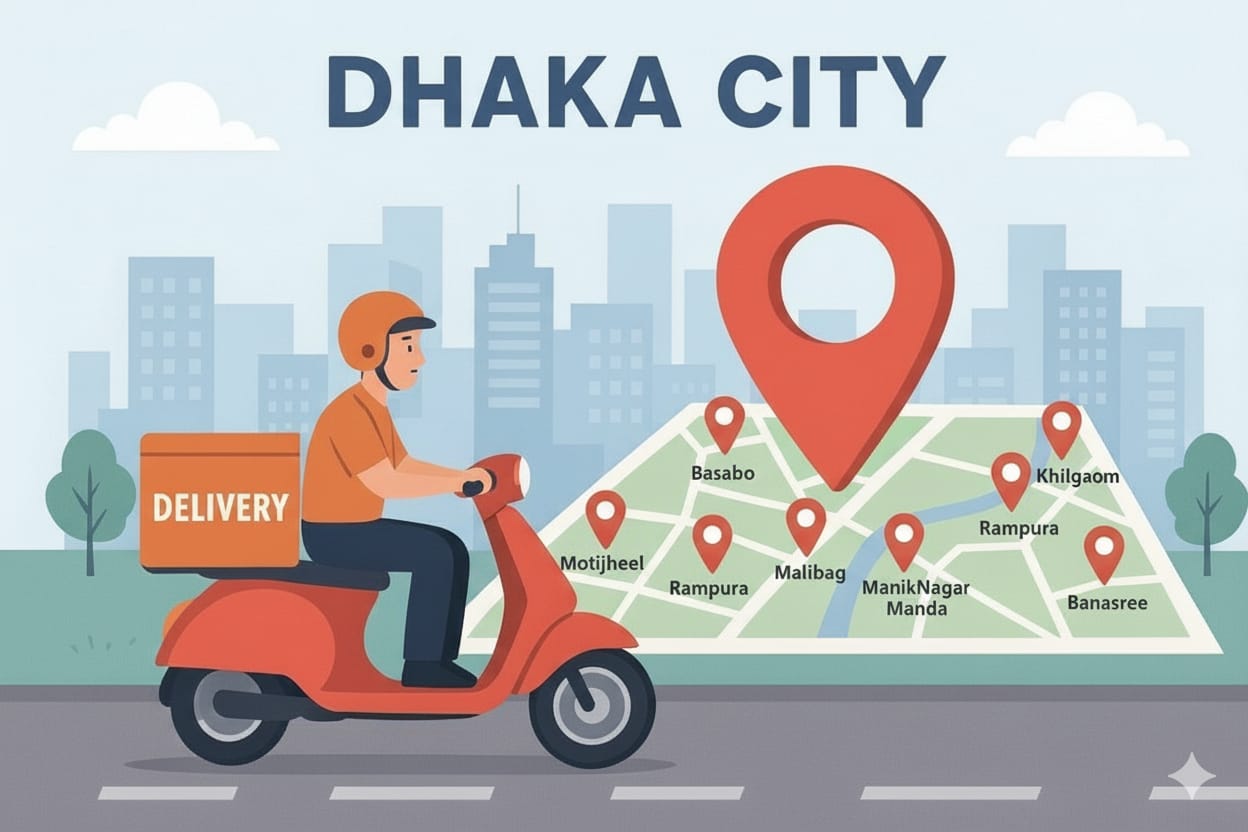 DHAKA CITY
DELIVERY
Basabo
Khilgaom
Rampura
Motijheel
Rampura
Malibag
ManikNagar
Manda
Banasree